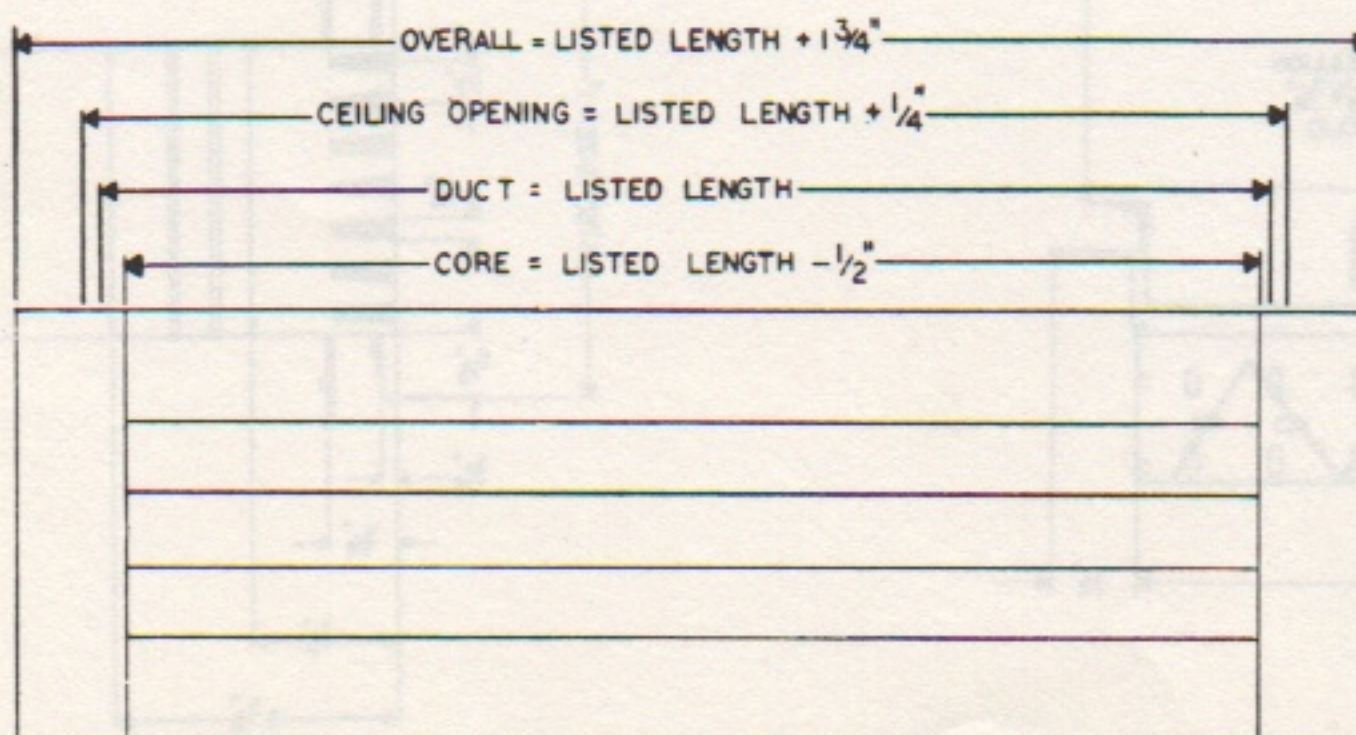 OVERALL = LISTED LENGTH + 1 3/4"
CEILING OPENING = LISTED LENGTH + 1/4"
DUCT = LISTED LENGTH
CORE = LISTED LENGTH - 1/2"